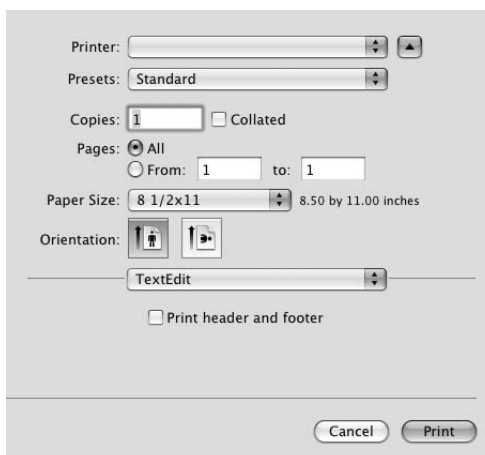 Printer:
Presets: Standard
Copies: 1 Collated
Pages: All
From: 1 to: 1
Paper Size: 8 1/2x11 8.50 by 11.00 inches
Orientation:
TextEdit
Print header and footer
Cancel Print